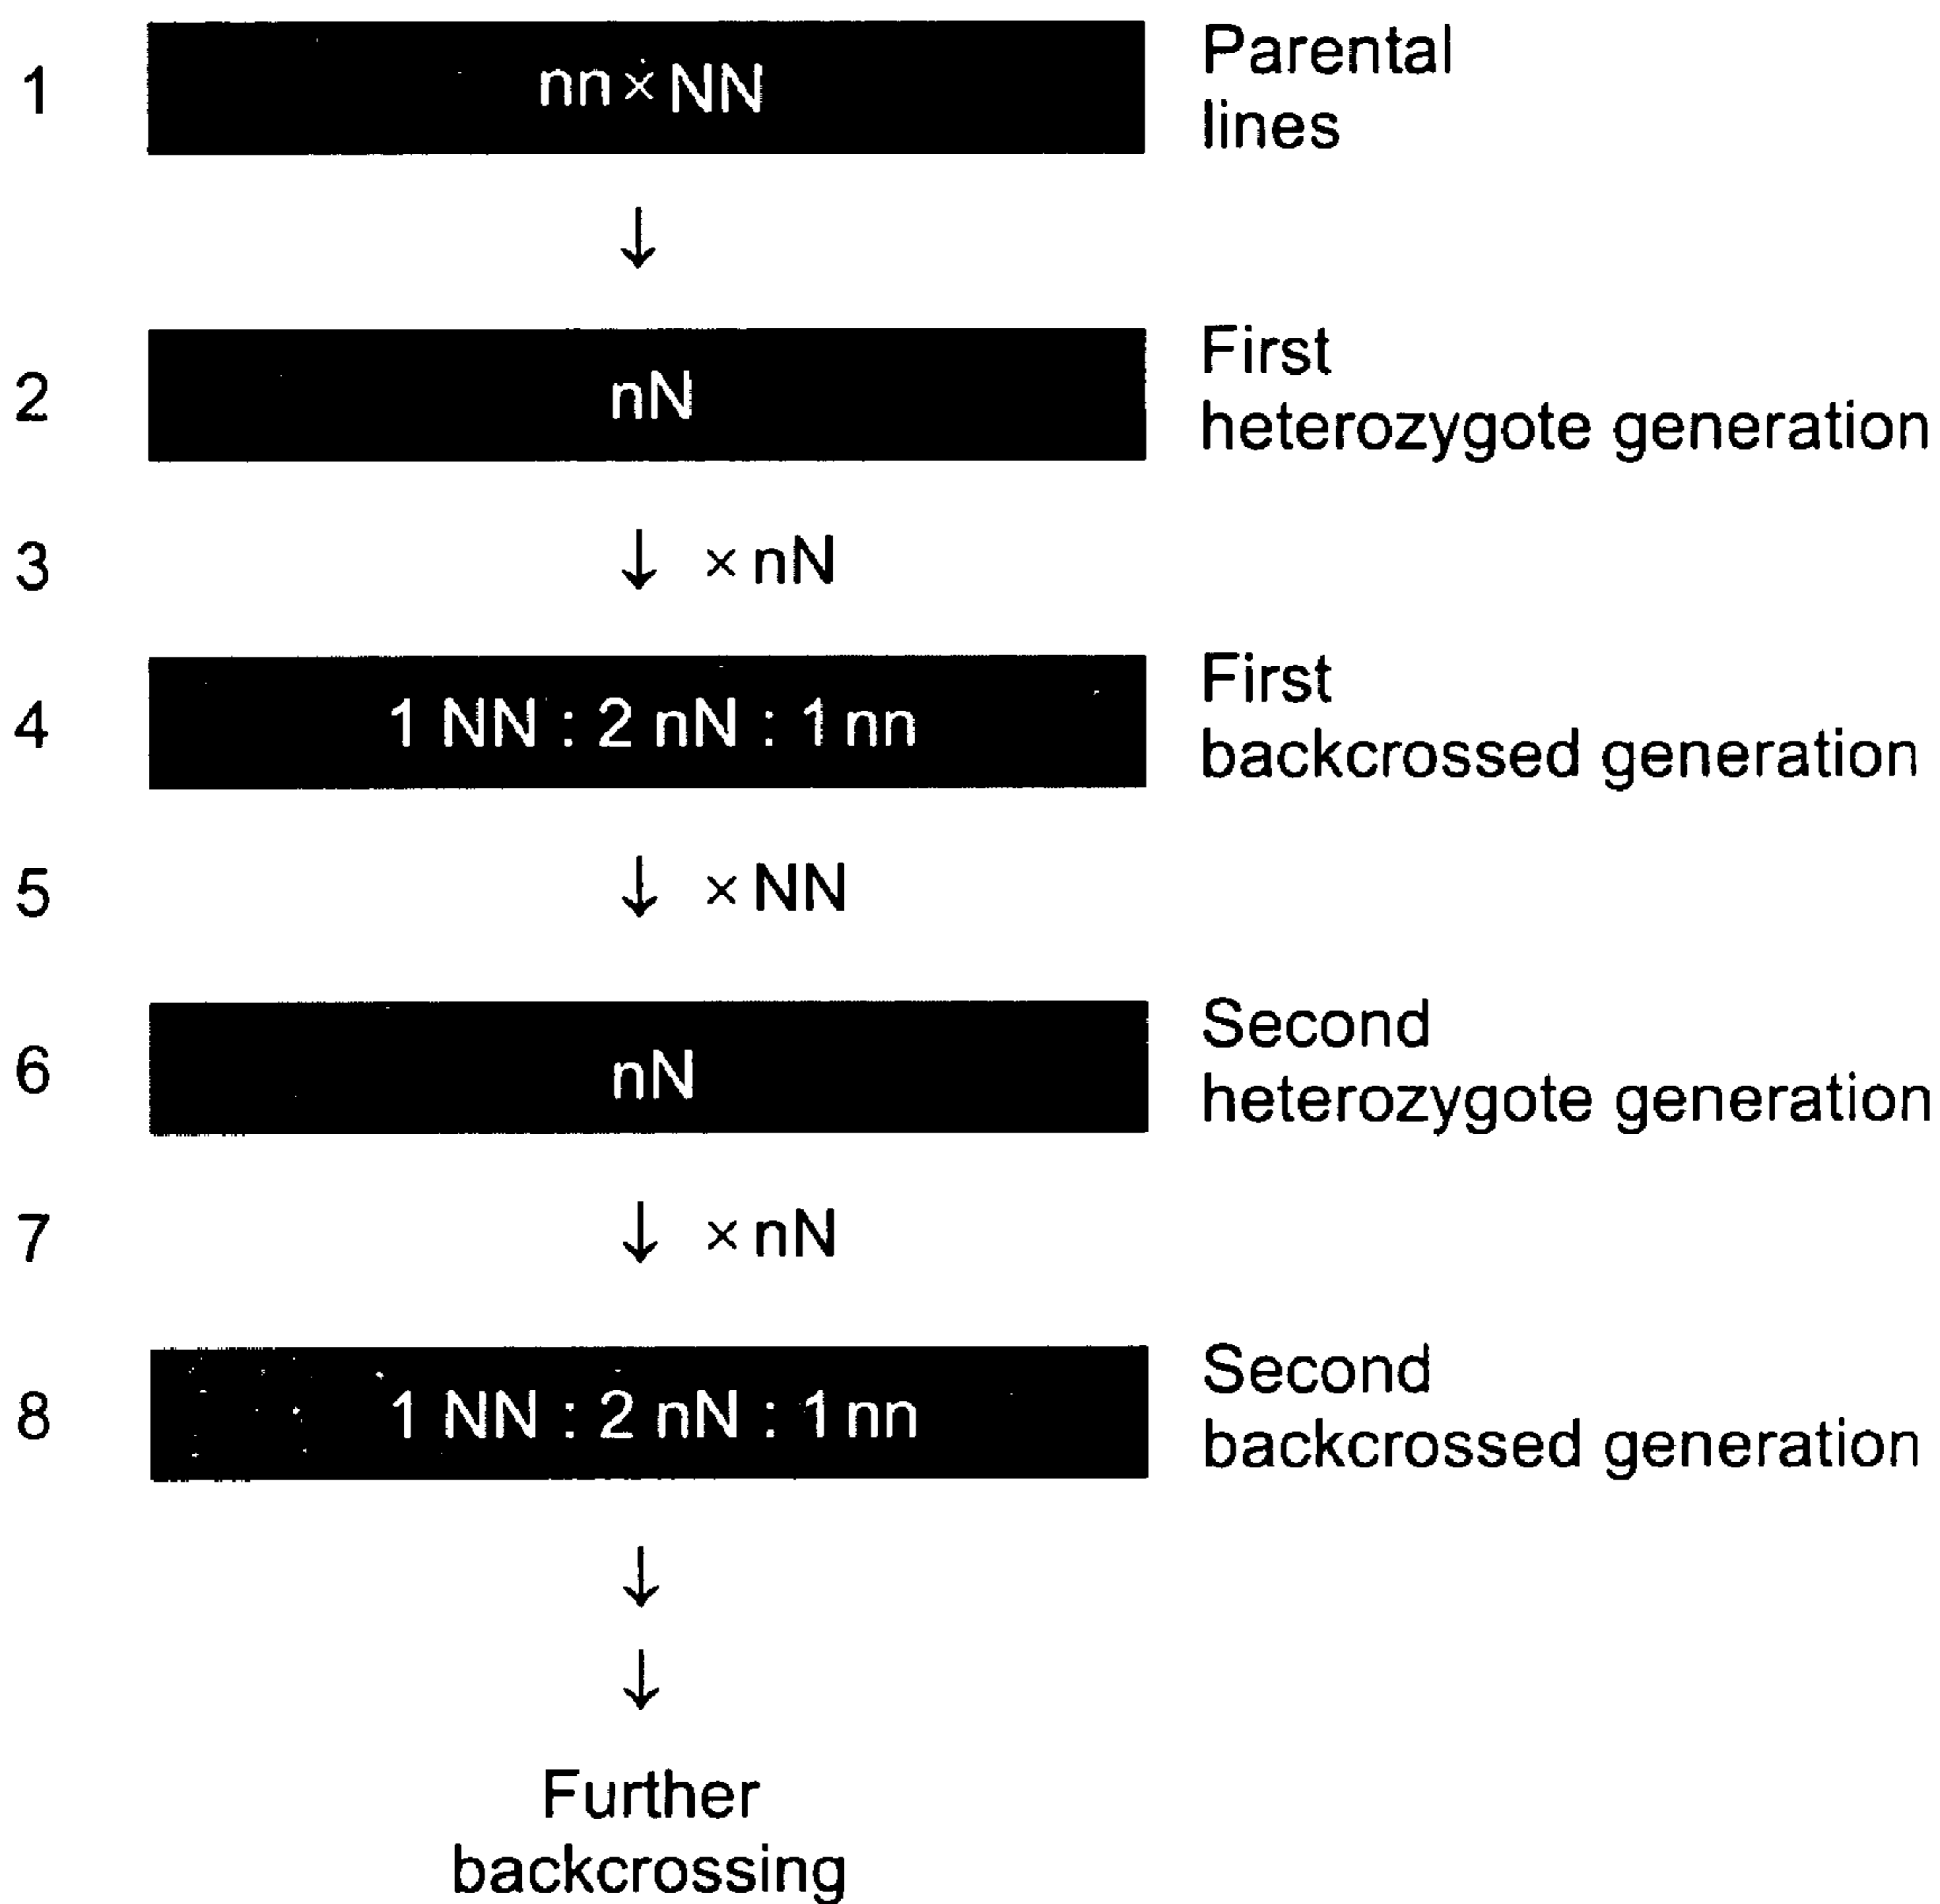 1 nn × NN Parental
lines
↓
2 nN First
heterozygote generation
3 ↓ × nN
4 1 NN : 2 nN : 1 nn First
backcrossed generation
5 ↓ × NN
6 nN Second
heterozygote generation
7 ↓ × nN
8 1 NN : 2 nN : 1 nn Second
backcrossed generation
↓
↓
Further
backcrossing